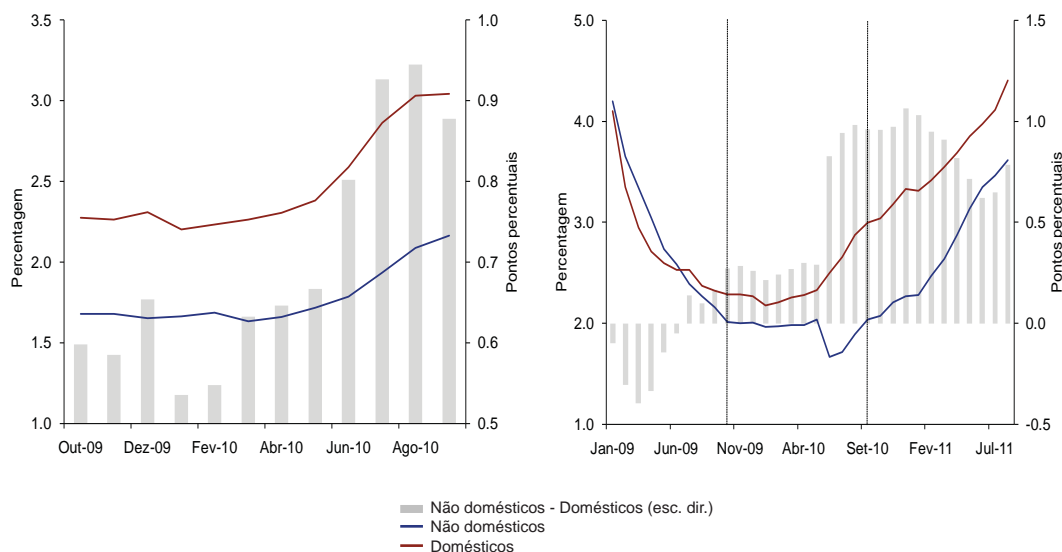 3.5
3.0
2.5
2.0
1.5
1.0
Percentagem
1.0
0.9
0.8
0.7
0.6
0.5
Pontos percentuais
Out-09 Dez-09 Fev-10 Abr-10 Jun-10 Ago-10
5.0
4.0
3.0
2.0
1.0
Percentagem
1.5
1.0
0.5
0.0
-0.5
Pontos percentuais
Jan-09 Jun-09 Nov-09 Abr-10 Set-10 Fev-11 Jul-11
Não domésticos - Domésticos (esc. dir.)
Não domésticos
Domésticos